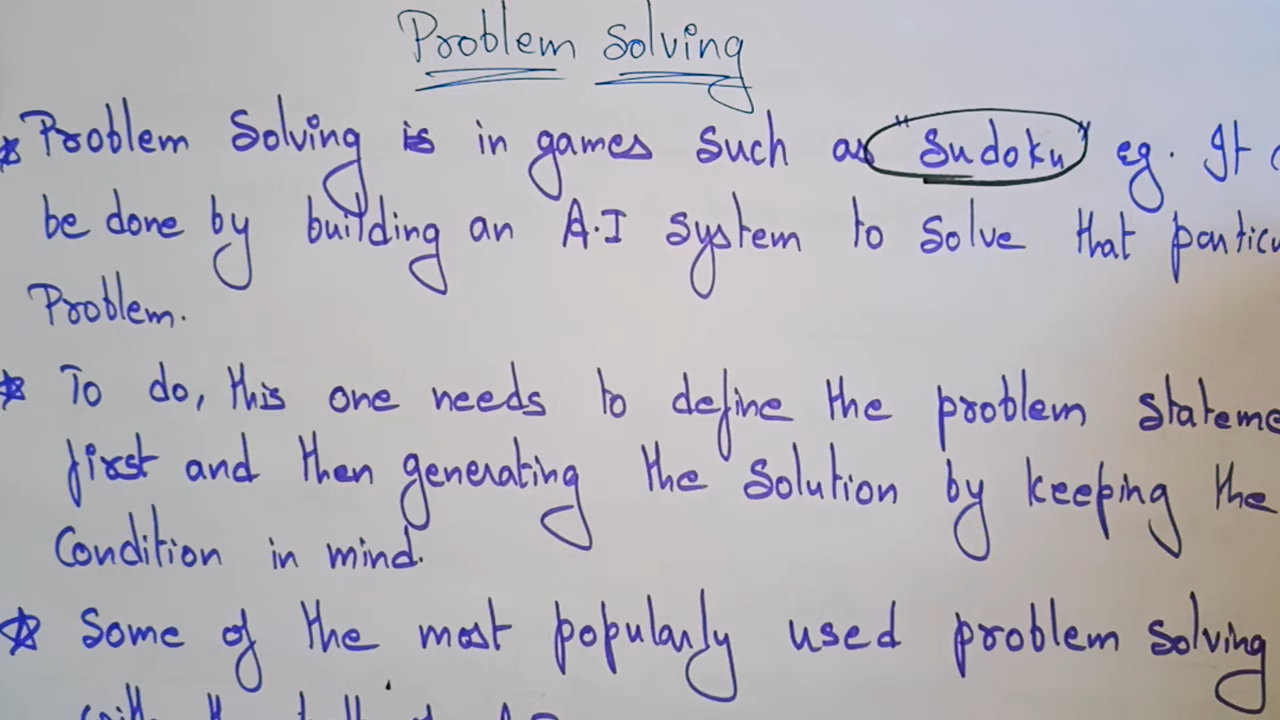 Problem Solving
* Problem Solving is in games such as "Sudoku" eg. It
be done by building an A.I system to solve that particu
Problem.
* To do, this one needs to define the problem stateme
first and then generating the solution by keeping the
Condition in mind.
* Some of the most popularly used problem solving